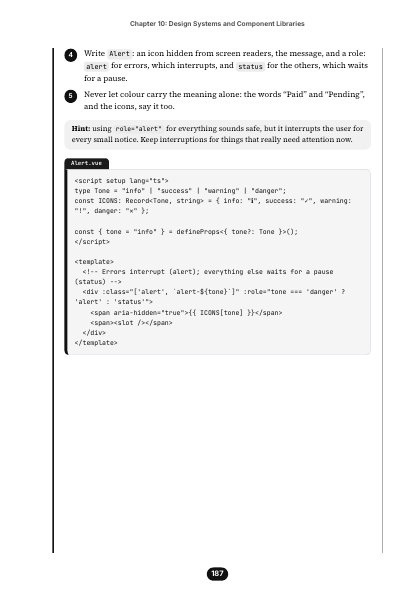 Chapter 10: Design Systems and Component Libraries
4 Write Alert: an icon hidden from screen readers, the message, and a role:
alert for errors, which interrupts, and status for the others, which waits
for a pause.
5 Never let colour carry the meaning alone: the words “Paid” and “Pending”,
and the icons, say it too.
Hint: using role="alert" for everything sounds safe, but it interrupts the user for
every small notice. Keep interruptions for things that really need attention now.
Alert.vue
<script setup lang="ts">
type Tone = "info" | "success" | "warning" | "danger";
const ICONS: Record<Tone, string> = { info: "ℹ", success: "✓", warning:
"!", danger: "×" };
const { tone = "info" } = defineProps<{ tone?: Tone }>();
</script>
<template>
<!-- Errors interrupt (alert); everything else waits for a pause
(status) -->
<div :class="['alert', `alert-${tone}`]" :role="tone === 'danger' ?
'alert' : 'status'">
<span aria-hidden="true">{{ ICONS[tone] }}</span>
<span><slot /></span>
</div>
</template>
187